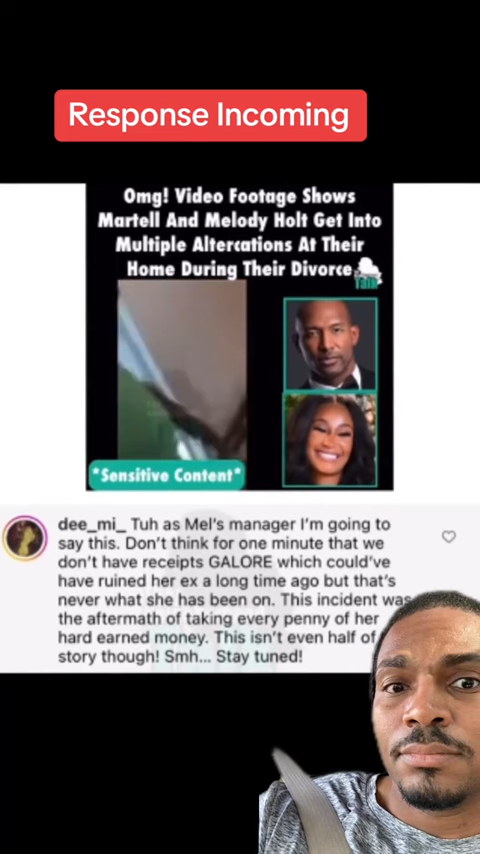 Response Incoming
Omg! Video Footage Shows
Martell And Melody Holt Get Into
Multiple Altercations At Their
Home During Their Divorce
Talk
*Sensitive Content*
dee_mi_ Tuh as Mel's manager I'm going to
say this. Don't think for one minute that we
don't have receipts GALORE which could've
have ruined her ex a long time ago but that's
never what she has been on. This incident was
the aftermath of taking every penny of her
hard earned money. This isn't even half of
story though! Smh... Stay tuned!